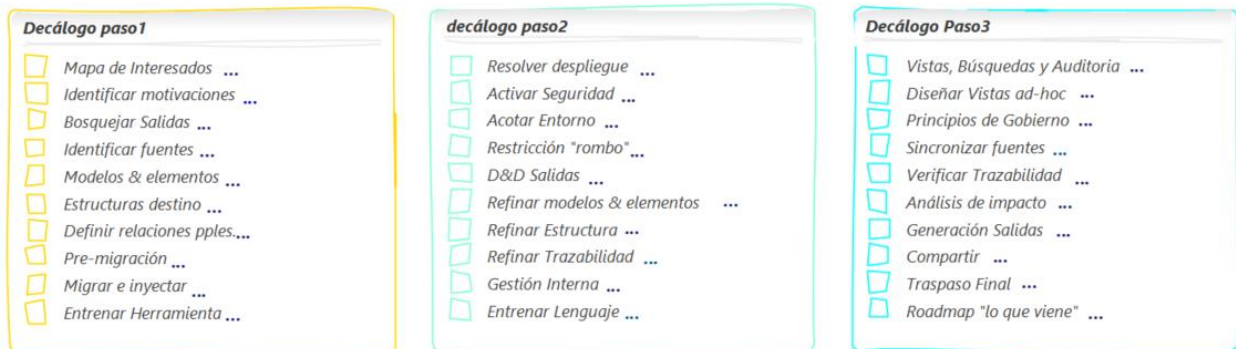 Decálogo paso1
Mapa de Interesados ...
Identificar motivaciones ...
Bosquejar Salidas ...
Identificar fuentes ...
Modelos & elementos ...
Estructuras destino ...
Definir relaciones pples....
Pre-migración ...
Migrar e inyectar ...
Entrenar Herramienta ...
decálogo paso2
Resolver despliegue ...
Activar Seguridad ...
Acotar Entorno ...
Restricción "rombo"...
D&D Salidas ...
Refinar modelos & elementos ...
Refinar Estructura ...
Refinar Trazabilidad ...
Gestión Interna ...
Entrenar Lenguaje ...
Decálogo Paso3
Vistas, Búsquedas y Auditoria ...
Diseñar Vistas ad-hoc ...
Principios de Gobierno ...
Sincronizar fuentes ...
Verificar Trazabilidad ...
Análisis de impacto ...
Generación Salidas ...
Compartir ...
Traspaso Final ...
Roadmap "lo que viene" ...